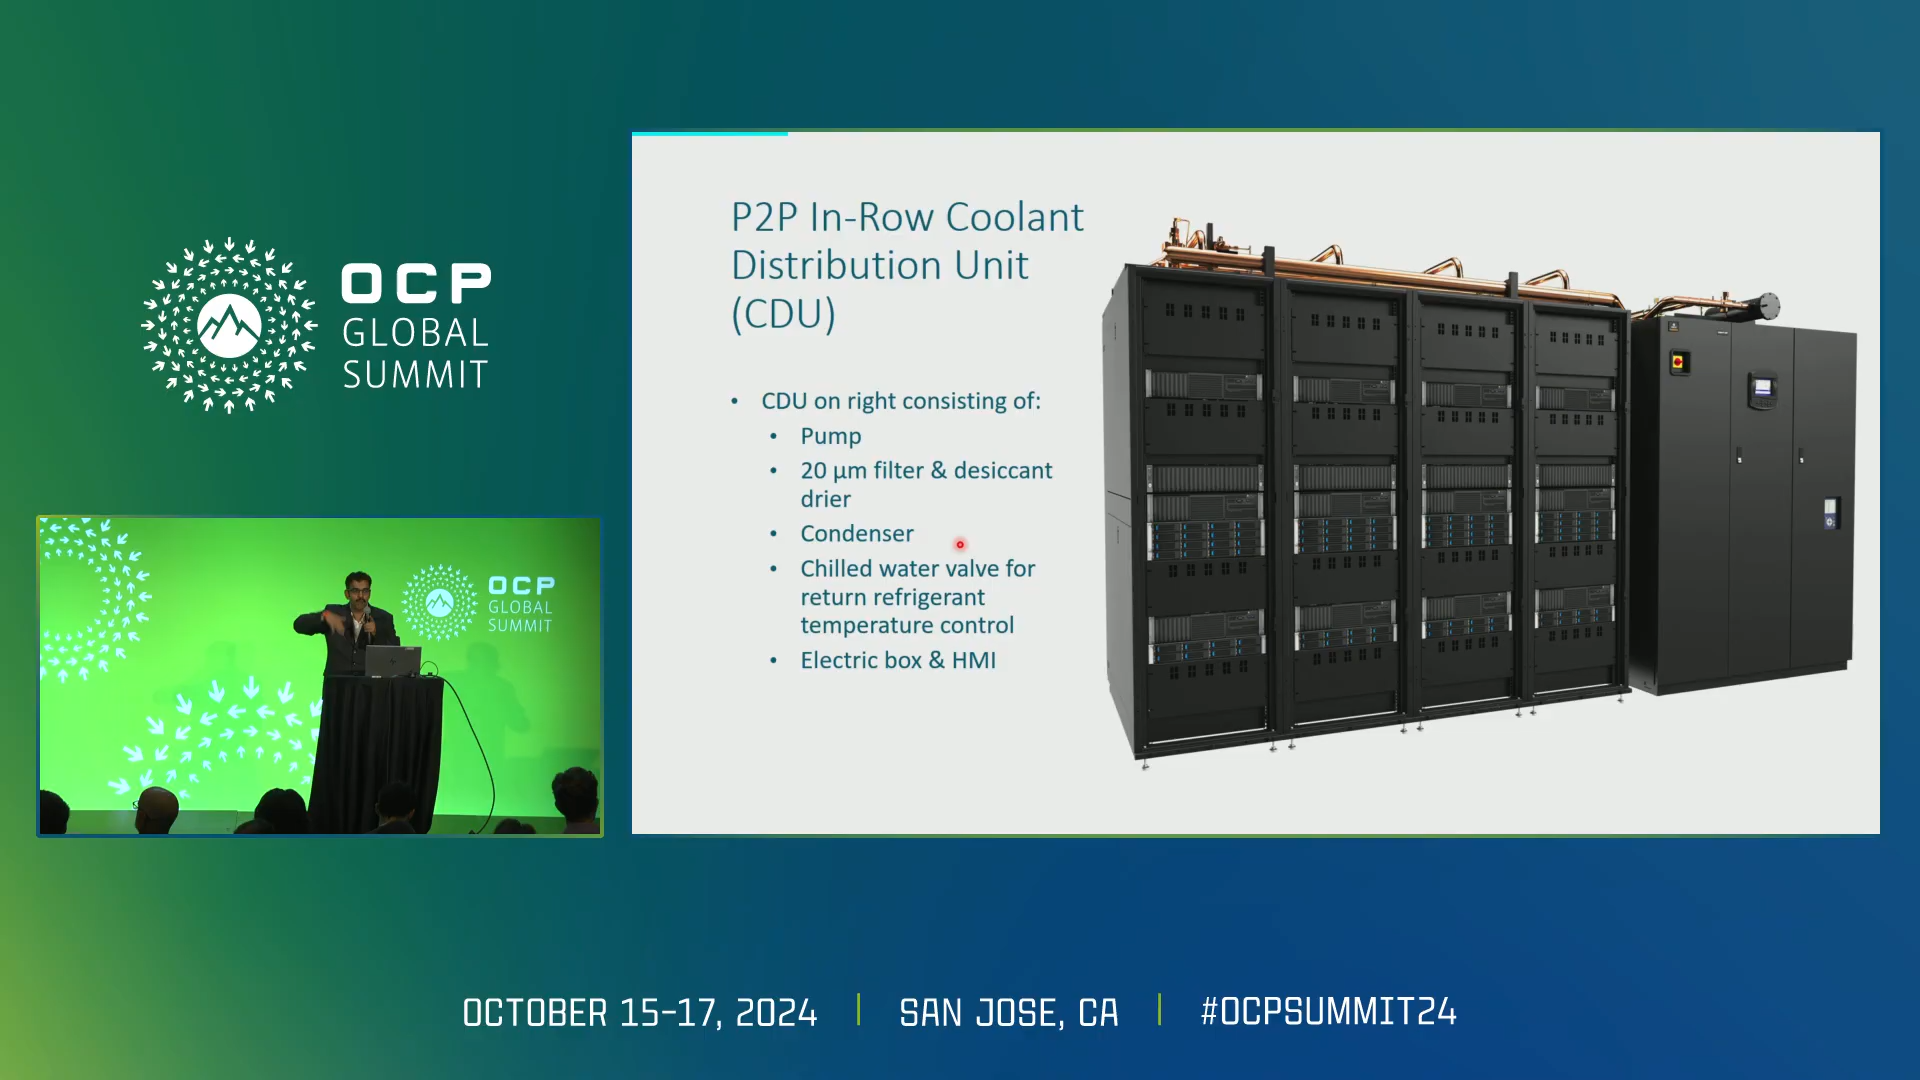 OCP
GLOBAL
SUMMIT
P2P In-Row Coolant
Distribution Unit
(CDU)
• CDU on right consisting of:
• Pump
• 20 µm filter & desiccant
drier
• Condenser
• Chilled water valve for
return refrigerant
temperature control
• Electric box & HMI
OCP
GLOBAL
SUMMIT
OCTOBER 15-17, 2024 | SAN JOSE, CA | #OCPSUMMIT24